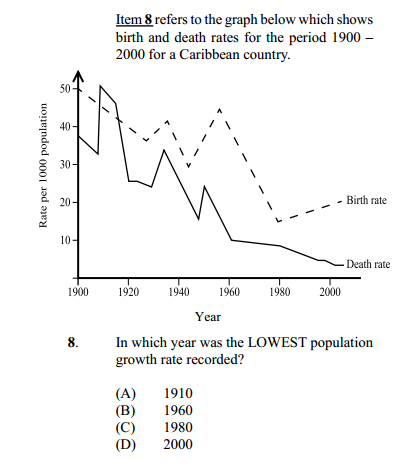 Item 8 refers to the graph below which shows
birth and death rates for the period 1900 –
2000 for a Caribbean country.
Rate per 1000 population
50
40
30
20
10
Birth rate
Death rate
1900 1920 1940 1960 1980 2000
Year
8. In which year was the LOWEST population
growth rate recorded?
(A) 1910
(B) 1960
(C) 1980
(D) 2000